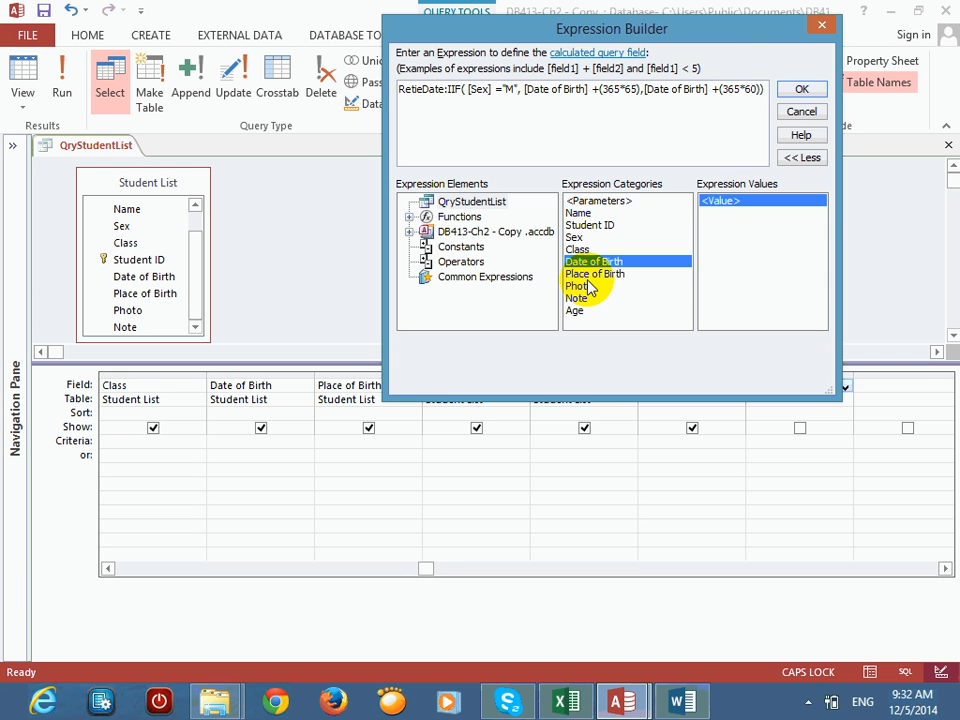 QUERY TOOLS
DB413-Ch2 - Copy : Database- C:\Users\Public\Documents\DB41
FILE
HOME
CREATE
EXTERNAL DATA
DATABASE TO
Sign in
View
Run
Select
Make
Table
Append
Update
Crosstab
Delete
Unio
Pass
Data
Property Sheet
Table Names
Results
Query Type
QryStudentList
Student List
Name
Sex
Class
Student ID
Date of Birth
Place of Birth
Photo
Note
Expression Builder
Enter an Expression to define the calculated query field:
(Examples of expressions include [field1] + [field2] and [field1] < 5)
RetieDate:IIF( [Sex] ="M", [Date of Birth] +(365*65),[Date of Birth] +(365*60))
OK
Cancel
Help
<< Less
Expression Elements
Expression Categories
Expression Values
QryStudentList
Functions
DB413-Ch2 - Copy .accdb
Constants
Operators
Common Expressions
<Parameters>
Name
Student ID
Sex
Class
Date of Birth
Place of Birth
Photo
Note
Age
<Value>
Navigation Pane
Field: Class Date of Birth Place of Birth
Table: Student List Student List Student List
Sort:
Show:
Criteria:
or:
Ready
CAPS LOCK
SQL
ENG
9:32 AM
12/5/2014